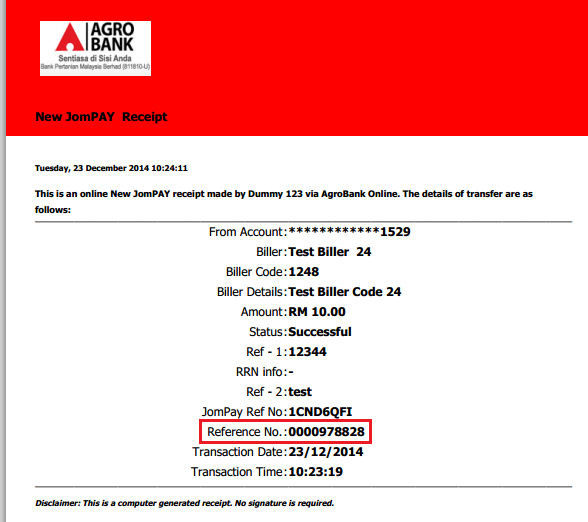 AGRO
BANK
Sentiasa di Sisi Anda
Bank Pertanian Malaysia Berhad (811810-U)
New JomPAY Receipt
Tuesday, 23 December 2014 10:24:11
This is an online New JomPAY receipt made by Dummy 123 via AgroBank Online. The details of transfer are as
follows:
From Account:************1529
Biller:Test Biller 24
Biller Code:1248
Biller Details:Test Biller Code 24
Amount:RM 10.00
Status:Successful
Ref - 1:12344
RRN info:-
Ref - 2:test
JomPay Ref No:1CND6QFI
Reference No.:0000978828
Transaction Date:23/12/2014
Transaction Time:10:23:19
Disclaimer: This is a computer generated receipt. No signature is required.